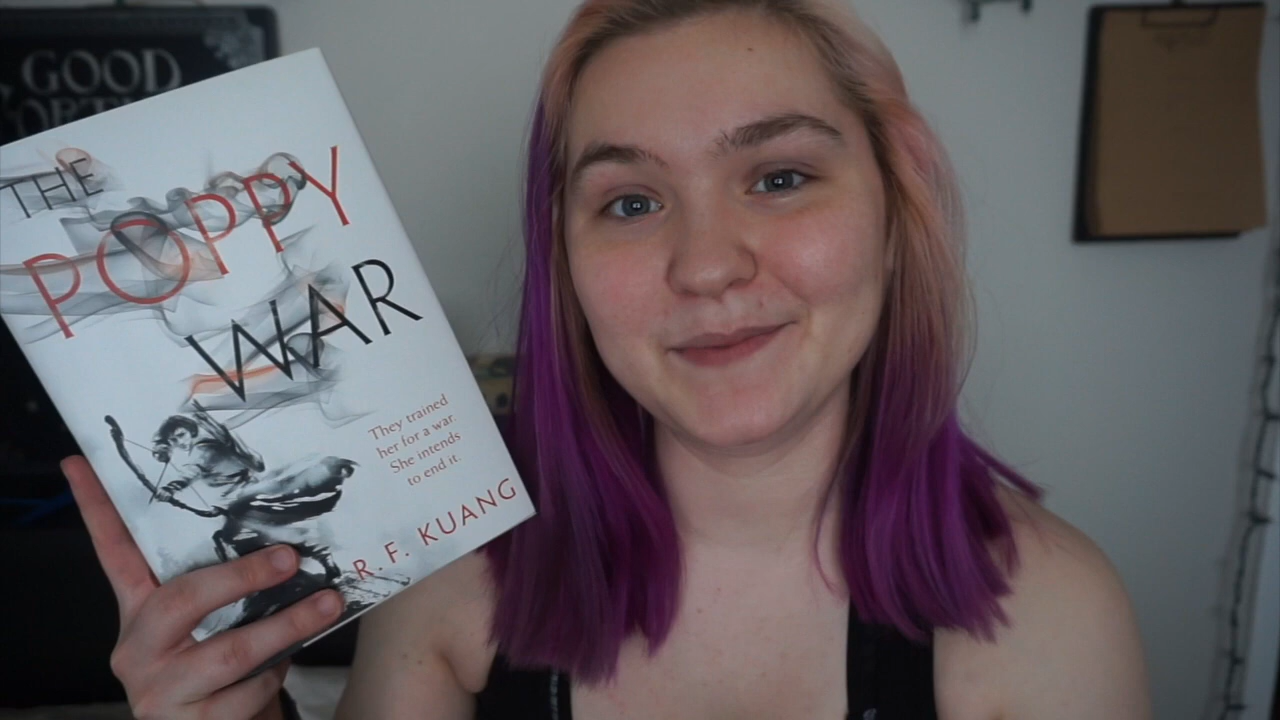 GOOD
THE
POPPY
WAR
They trained
her for a war.
She intends
to end it.
R. F. KUANG